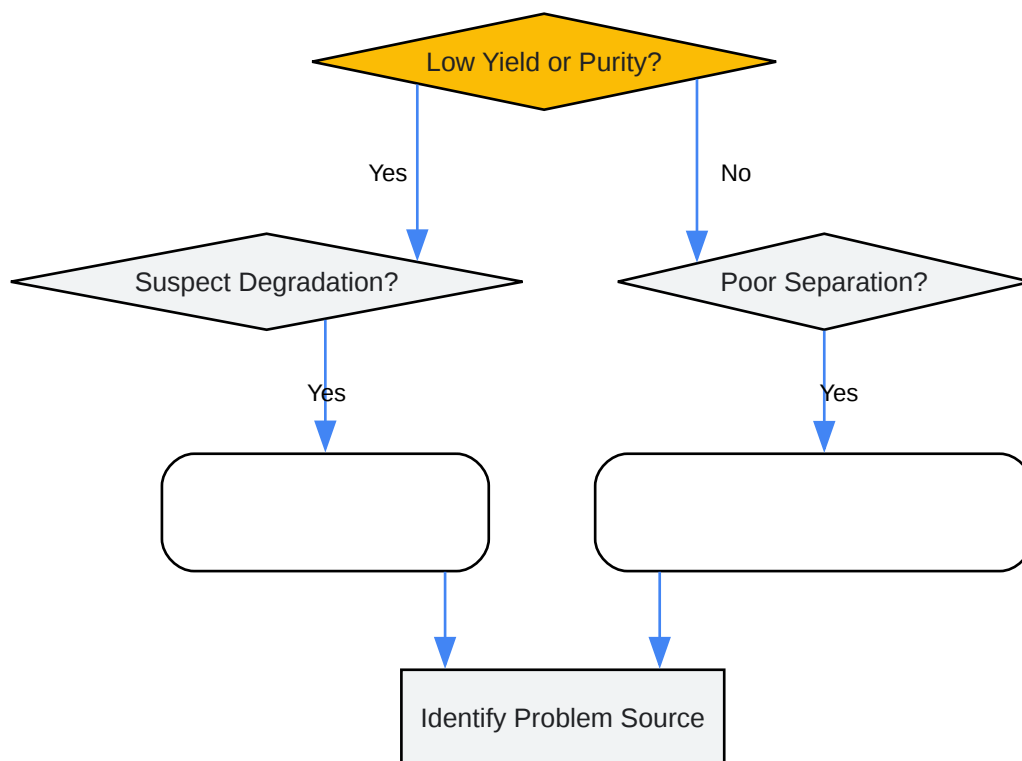 Low Yield or Purity?
Yes
No
Suspect Degradation?
Poor Separation?
Yes
Yes
Identify Problem Source